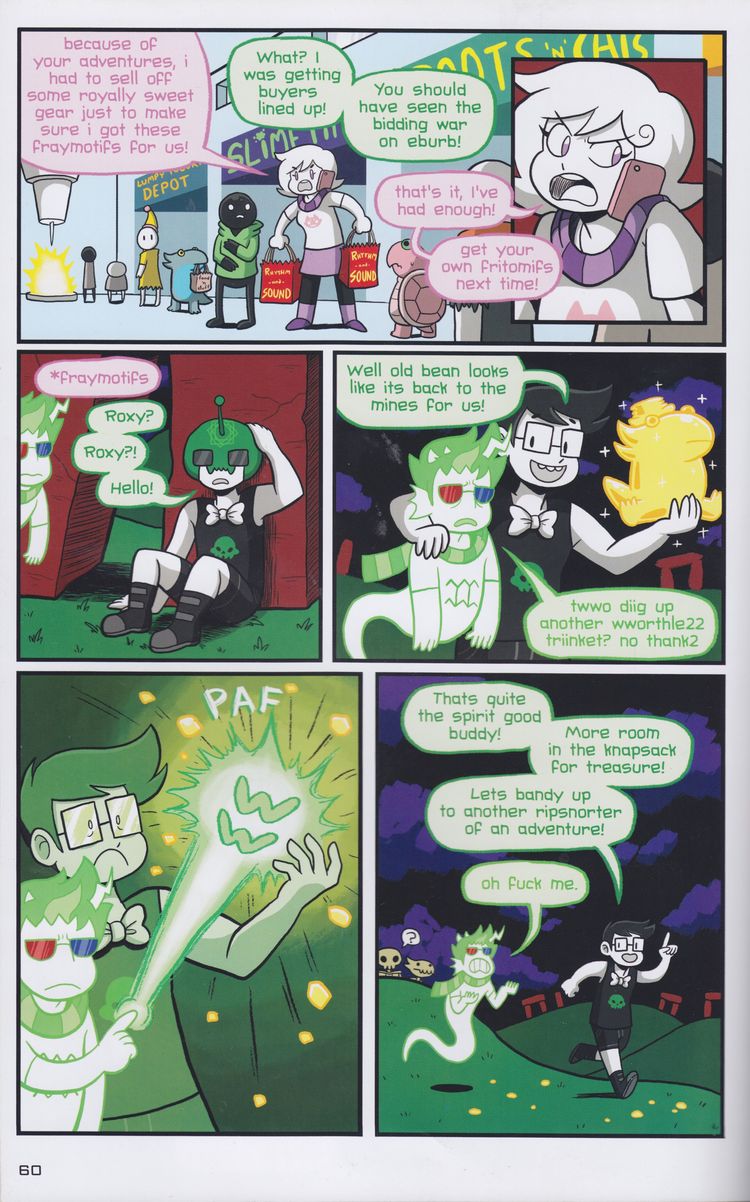 because of
your adventures, i
had to sell off
some royally sweet
gear just to make
sure i got these
fraymotifs for us!
What? I
was getting
buyers
lined up!
You should
have seen the
bidding war
on eburb!
DEPOT
RHYTHM
-and-
SOUND
RHYTHM
-and-
SOUND
that's it, i've
had enough!
get your
own fritomifs
next time!
*fraymotifs
Roxy?
Roxy?!
Hello!
Well old bean looks
like its back to the
mines for us!
twwo diig up
another wworthle22
triinket? no thank2
PAF
Thats quite
the spirit good
buddy!
More room
in the knapsack
for treasure!
Lets bandy up
to another ripsnorter
of an adventure!
oh fuck me.
?
60